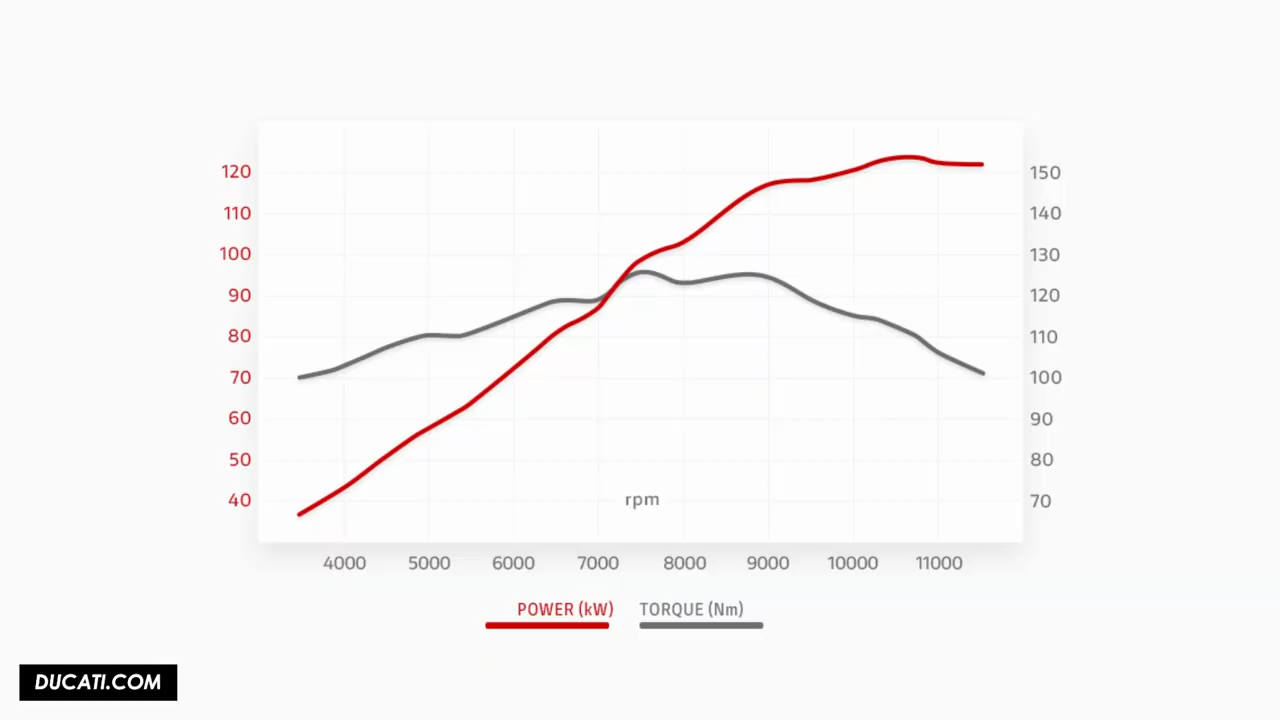 120 150
110 140
100 130
90 120
80 110
70 100
60 90
50 80
40 rpm 70
4000 5000 6000 7000 8000 9000 10000 11000
POWER (kW) TORQUE (Nm)
DUCATI.COM